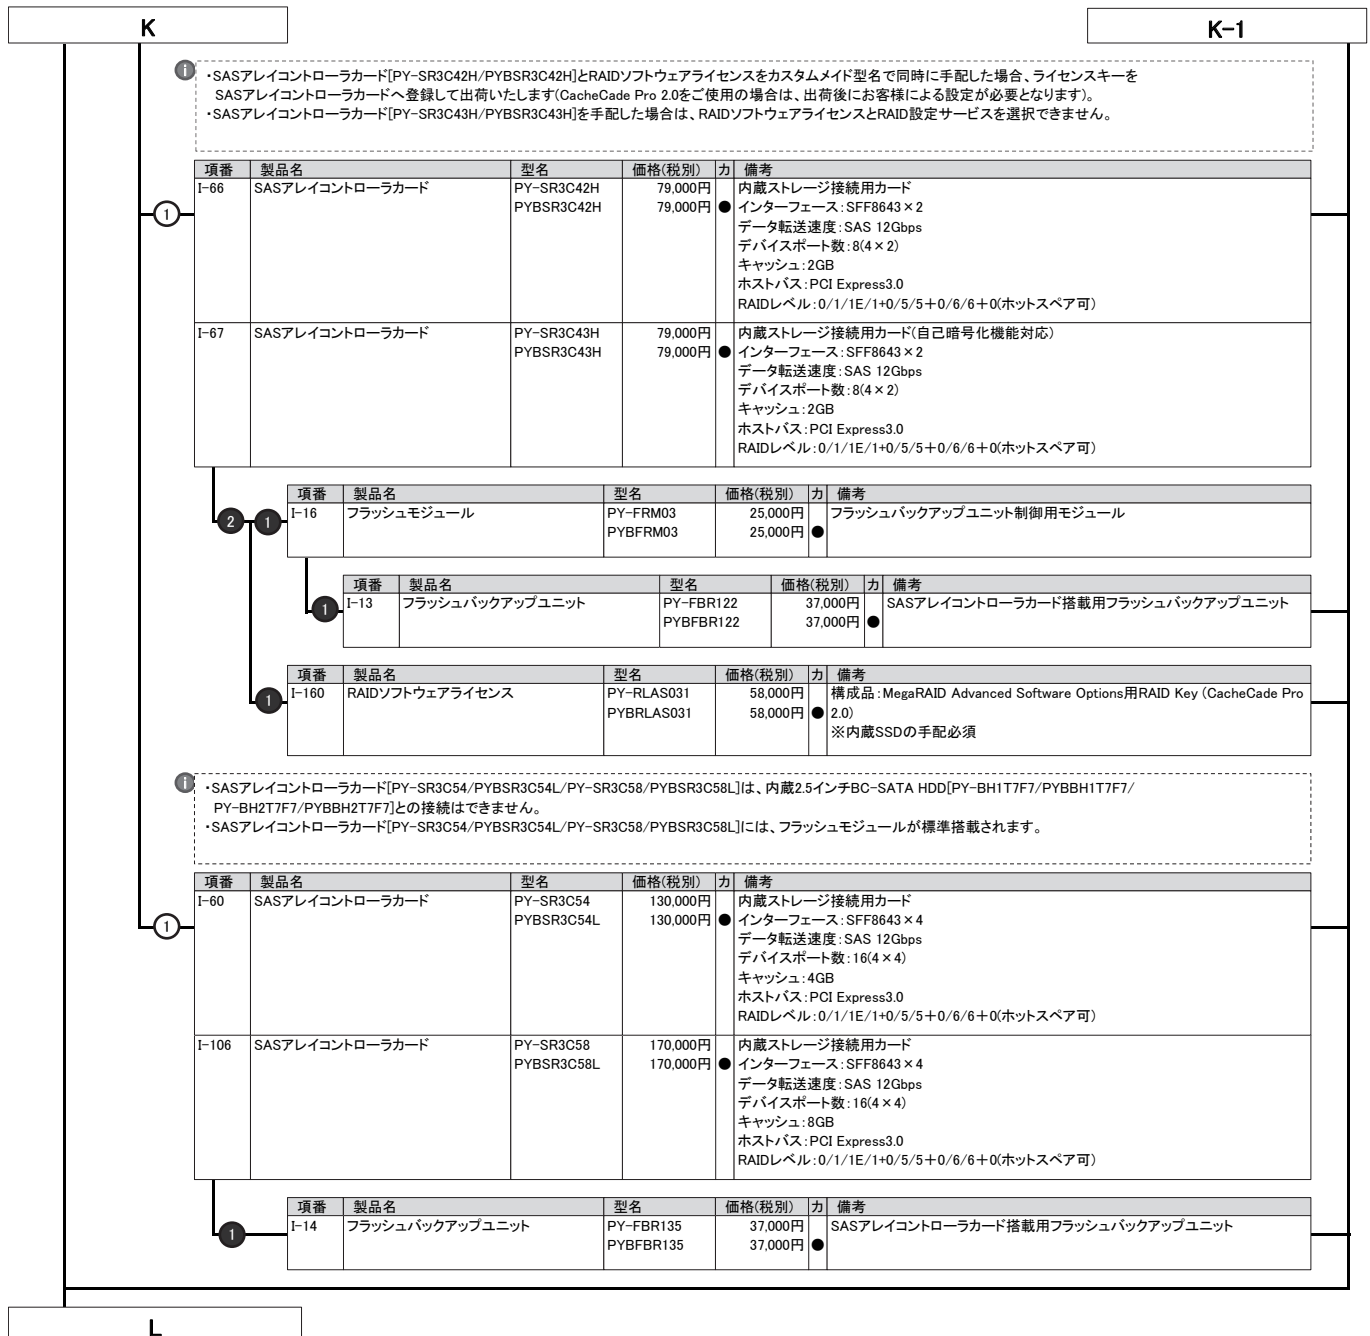 K
K-1
i
・SASアレイコントローラカード[PY-SR3C42H/PYBSR3C42H]とRAIDソフトウェアライセンスをカスタムメイド型名で同時に手配した場合、ライセンスキーを
SASアレイコントローラカードへ登録して出荷いたします(CacheCade Pro 2.0をご使用の場合は、出荷後にお客様による設定が必要となります)。
・SASアレイコントローラカード[PY-SR3C43H/PYBSR3C43H]を手配した場合は、RAIDソフトウェアライセンスとRAID設定サービスを選択できません。
項番 製品名 型名 価格(税別) カ 備考
I-66 SASアレイコントローラカード PY-SR3C42H 79,000円 内蔵ストレージ接続用カード
1 PYBSR3C42H 79,000円 ● インターフェース:SFF8643×2
データ転送速度:SAS 12Gbps
デバイスポート数:8(4×2)
キャッシュ:2GB
ホストバス:PCI Express3.0
RAIDレベル:0/1/1E/1+0/5/5+0/6/6+0(ホットスペア可)
I-67 SASアレイコントローラカード PY-SR3C43H 79,000円 内蔵ストレージ接続用カード(自己暗号化機能対応)
PYBSR3C43H 79,000円 ● インターフェース:SFF8643×2
データ転送速度:SAS 12Gbps
デバイスポート数:8(4×2)
キャッシュ:2GB
ホストバス:PCI Express3.0
RAIDレベル:0/1/1E/1+0/5/5+0/6/6+0(ホットスペア可)
項番 製品名 型名 価格(税別) カ 備考
2 1 I-16 フラッシュモジュール PY-FRM03 25,000円 フラッシュバックアップユニット制御用モジュール
PYBFRM03 25,000円 ●
項番 製品名 型名 価格(税別) カ 備考
1 I-13 フラッシュバックアップユニット PY-FBR122 37,000円 SASアレイコントローラカード搭載用フラッシュバックアップユニット
PYBFBR122 37,000円 ●
項番 製品名 型名 価格(税別) カ 備考
1 I-160 RAIDソフトウェアライセンス PY-RLAS031 58,000円 構成品:MegaRAID Advanced Software Options用RAID Key (CacheCade Pro
PYBRLAS031 58,000円 ● 2.0)
※内蔵SSDの手配必須
i
・SASアレイコントローラカード[PY-SR3C54/PYBSR3C54L/PY-SR3C58/PYBSR3C58L]は、内蔵2.5インチBC-SATA HDD[PY-BH1T7F7/PYBBH1T7F7/
PY-BH2T7F7/PYBBH2T7F7]との接続はできません。
・SASアレイコントローラカード[PY-SR3C54/PYBSR3C54L/PY-SR3C58/PYBSR3C58L]には、フラッシュモジュールが標準搭載されます。
項番 製品名 型名 価格(税別) カ 備考
I-60 SASアレイコントローラカード PY-SR3C54 130,000円 内蔵ストレージ接続用カード
1 PYBSR3C54L 130,000円 ● インターフェース:SFF8643×4
データ転送速度:SAS 12Gbps
デバイスポート数:16(4×4)
キャッシュ:4GB
ホストバス:PCI Express3.0
RAIDレベル:0/1/1E/1+0/5/5+0/6/6+0(ホットスペア可)
I-106 SASアレイコントローラカード PY-SR3C58 170,000円 内蔵ストレージ接続用カード
PYBSR3C58L 170,000円 ● インターフェース:SFF8643×4
データ転送速度:SAS 12Gbps
デバイスポート数:16(4×4)
キャッシュ:8GB
ホストバス:PCI Express3.0
RAIDレベル:0/1/1E/1+0/5/5+0/6/6+0(ホットスペア可)
項番 製品名 型名 価格(税別) カ 備考
1 I-14 フラッシュバックアップユニット PY-FBR135 37,000円 SASアレイコントローラカード搭載用フラッシュバックアップユニット
PYBFBR135 37,000円 ●
L